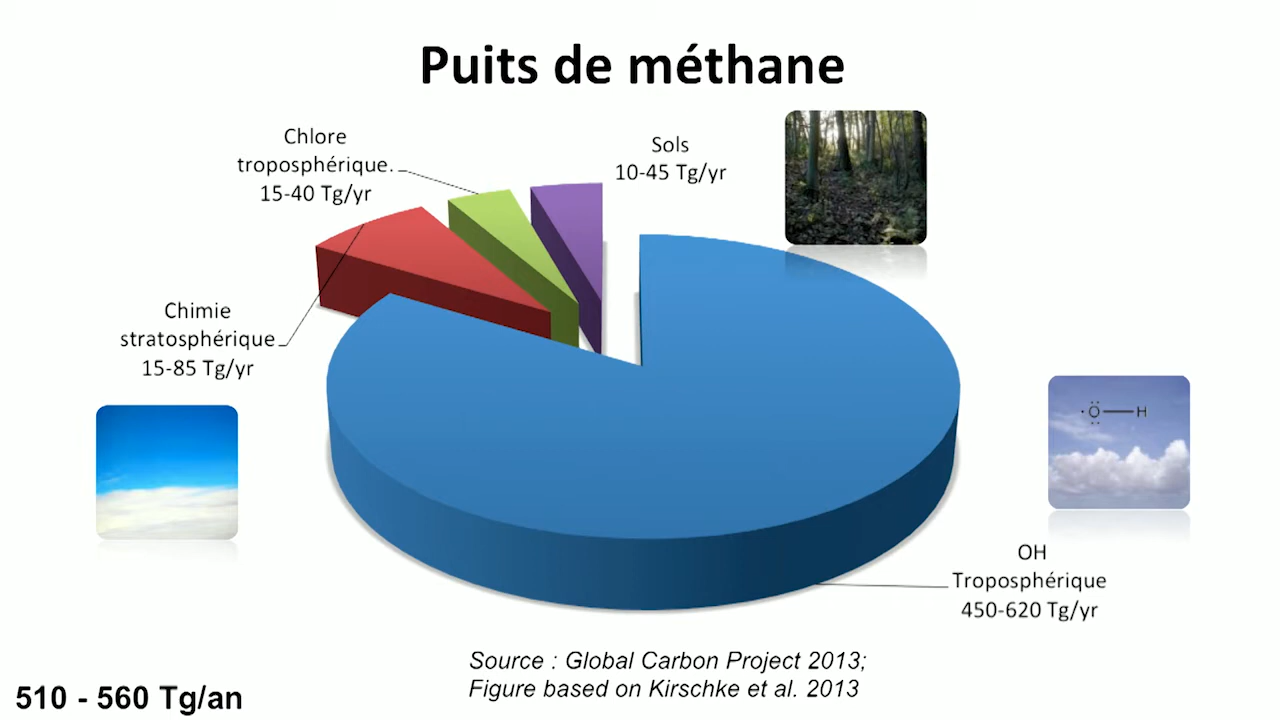 Puits de méthane
Chlore
troposphérique.
15-40 Tg/yr
Sols
10-45 Tg/yr
Chimie
stratosphérique
15-85 Tg/yr
·O—H
OH
Troposphérique
450-620 Tg/yr
Source : Global Carbon Project 2013;
Figure based on Kirschke et al. 2013
510 - 560 Tg/an